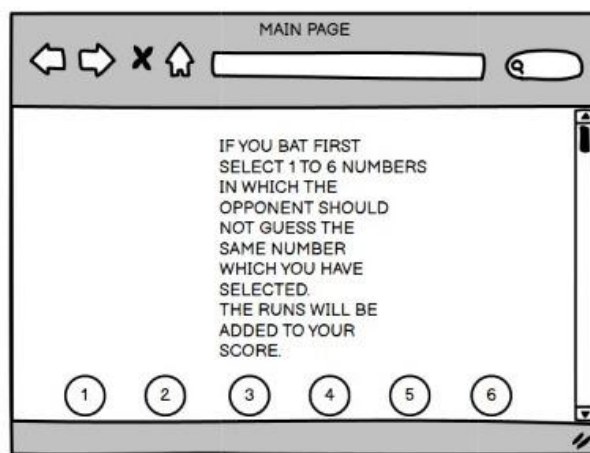 MAIN PAGE
IF YOU BAT FIRST
SELECT 1 TO 6 NUMBERS
IN WHICH THE
OPPONENT SHOULD
NOT GUESS THE
SAME NUMBER
WHICH YOU HAVE
SELECTED.
THE RUNS WILL BE
ADDED TO YOUR
SCORE.
1 2 3 4 5 6